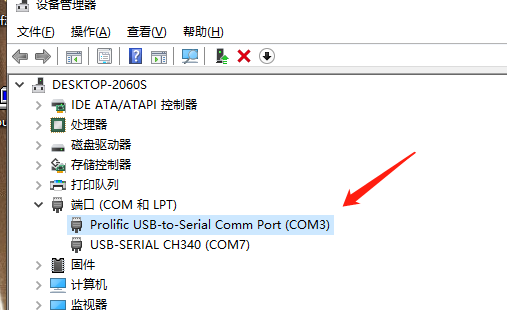 设备管理器
文件(F) 操作(A) 查看(V) 帮助(H)
DESKTOP-2060S
IDE ATA/ATAPI 控制器
处理器
磁盘驱动器
存储控制器
打印队列
端口 (COM 和 LPT)
Prolific USB-to-Serial Comm Port (COM3)
USB-SERIAL CH340 (COM7)
固件
计算机
监视器